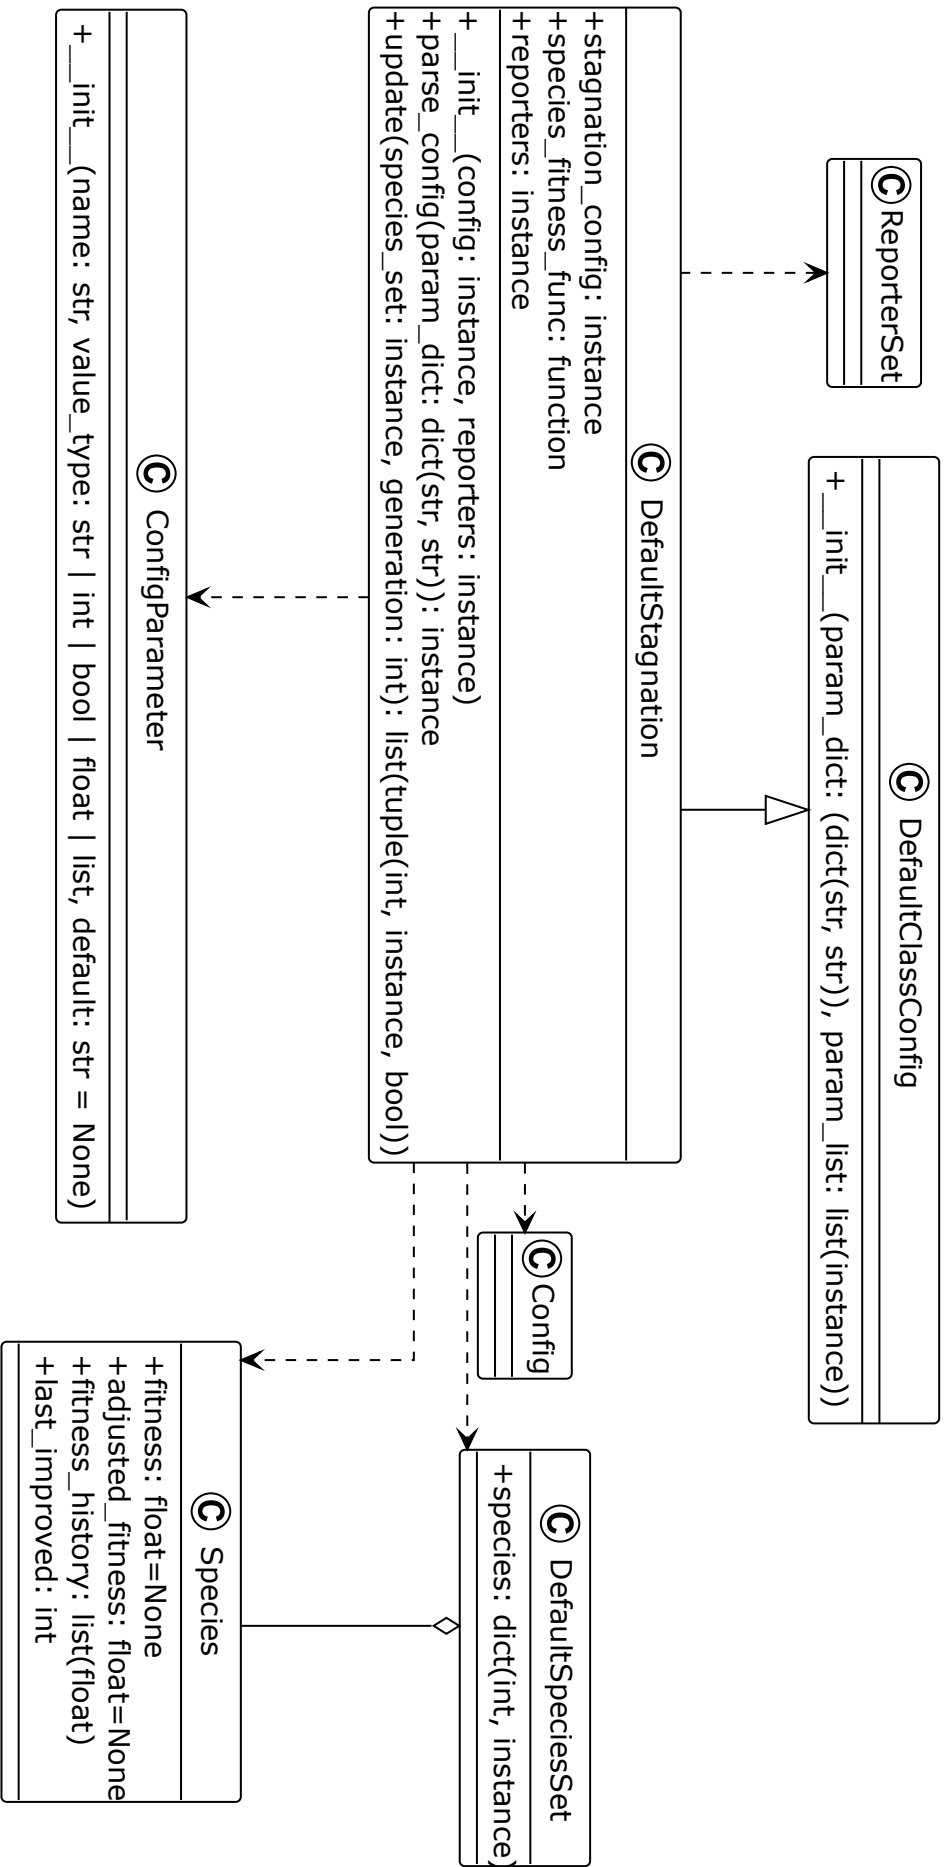 C ReporterSet
C DefaultClassConfig
+ __init__(param_dict: (dict(str, str)), param_list: list(instance))
C DefaultStagnation
+stagnation_config: instance
+species_fitness_func: function
+reporters: instance
+__init__(config: instance, reporters: instance)
+parse_config(param_dict: dict(str, str)): instance
+update(species_set: instance, generation: int): list(tuple(int, instance, bool))
C Config
C DefaultSpeciesSet
+species: dict(int, instance)
C ConfigParameter
+__init__(name: str, value_type: str | int | bool | float | list, default: str = None)
C Species
+fitness: float=None
+adjusted_fitness: float=None
+fitness_history: list(float)
+last_improved: int